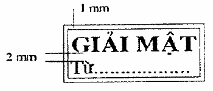 1 mm
GIẢI MẬT
2 mm
Từ....................